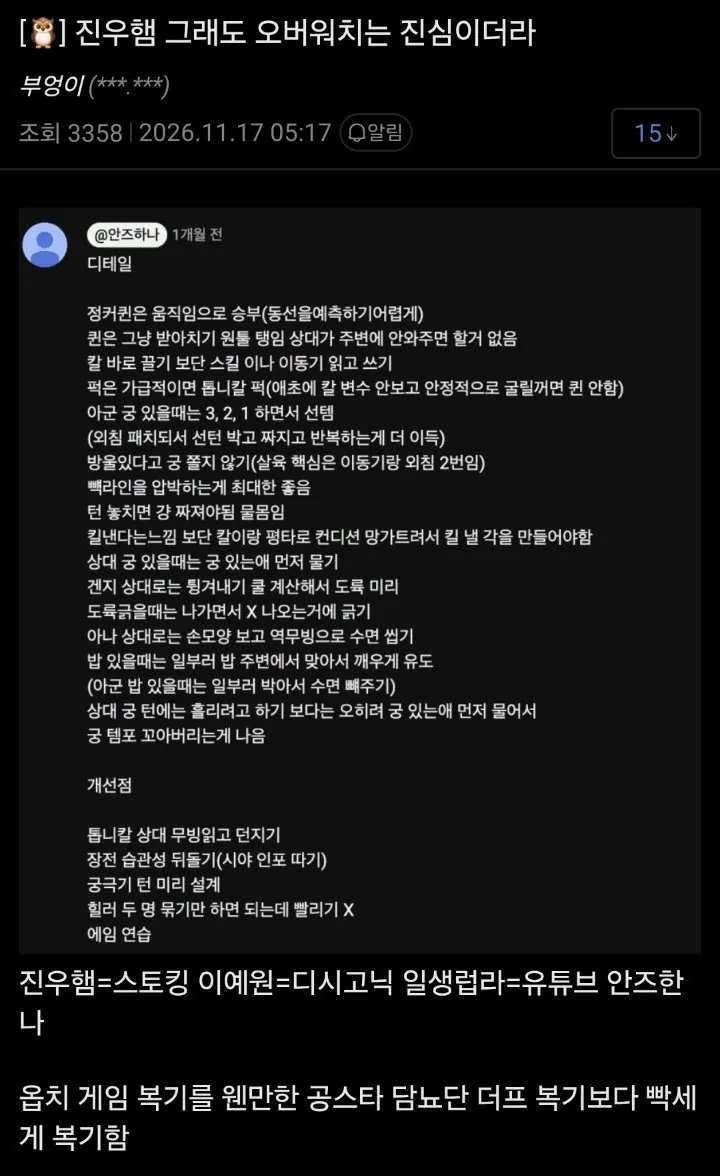 [🦉] 진우햄 그래도 오버워치는 진심이더라
부엉이 (***.***)
조회 3358 | 2026.11.17 05:17 알림
15↓
@안즈하나 1개월 전
디테일
정커퀸은 움직임으로 승부(동선을예측하기어렵게)
퀸은 그냥 받아치기 원툴 탱임 상대가 주변에 안와주면 할거 없음
칼 바로 끌기 보단 스킬 이나 이동기 읽고 쓰기
퍽은 가급적이면 톱니칼 퍽(애초에 칼 변수 안보고 안정적으로 굴릴꺼면 퀸 안함)
아군 궁 있을때는 3, 2, 1 하면서 선템
(외침 패치되서 선턴 박고 짜지고 반복하는게 더 이득)
방울있다고 궁 쫄지 않기(살육 핵심은 이동기랑 외침 2번임)
빽라인을 압박하는게 최대한 좋음
턴 놓치면 걍 짜져야됨 물몸임
킬낸다는느낌 보단 칼이랑 평타로 컨디션 망가트려서 킬 낼 각을 만들어야함
상대 궁 있을때는 궁 있는애 먼저 물기
겐지 상대로는 튕겨내기 쿨 계산해서 도륙 미리
도륙긁을때는 나가면서 X 나오는거에 긁기
아나 상대로는 손모양 보고 역무빙으로 수면 씹기
밥 있을때는 일부러 밥 주변에서 맞아서 깨우게 유도
(아군 밥 있을때는 일부러 박아서 수면 빼주기)
상대 궁 턴에는 흘리려고 하기 보다는 오히려 궁 있는애 먼저 물어서
궁 템포 꼬아버리는게 나음
개선점
톱니칼 상대 무빙읽고 던지기
장전 습관성 뒤돌기(시야 인포 따기)
궁극기 턴 미리 설계
힐러 두 명 묶기만 하면 되는데 빨리기 X
에임 연습
진우햄=스토킹 이예원=디시고닉 일생럽라=유튜브 안즈한
나
옵치 게임 복기를 웬만한 공스타 담뇨단 더프 복기보다 빡세
게 복기함